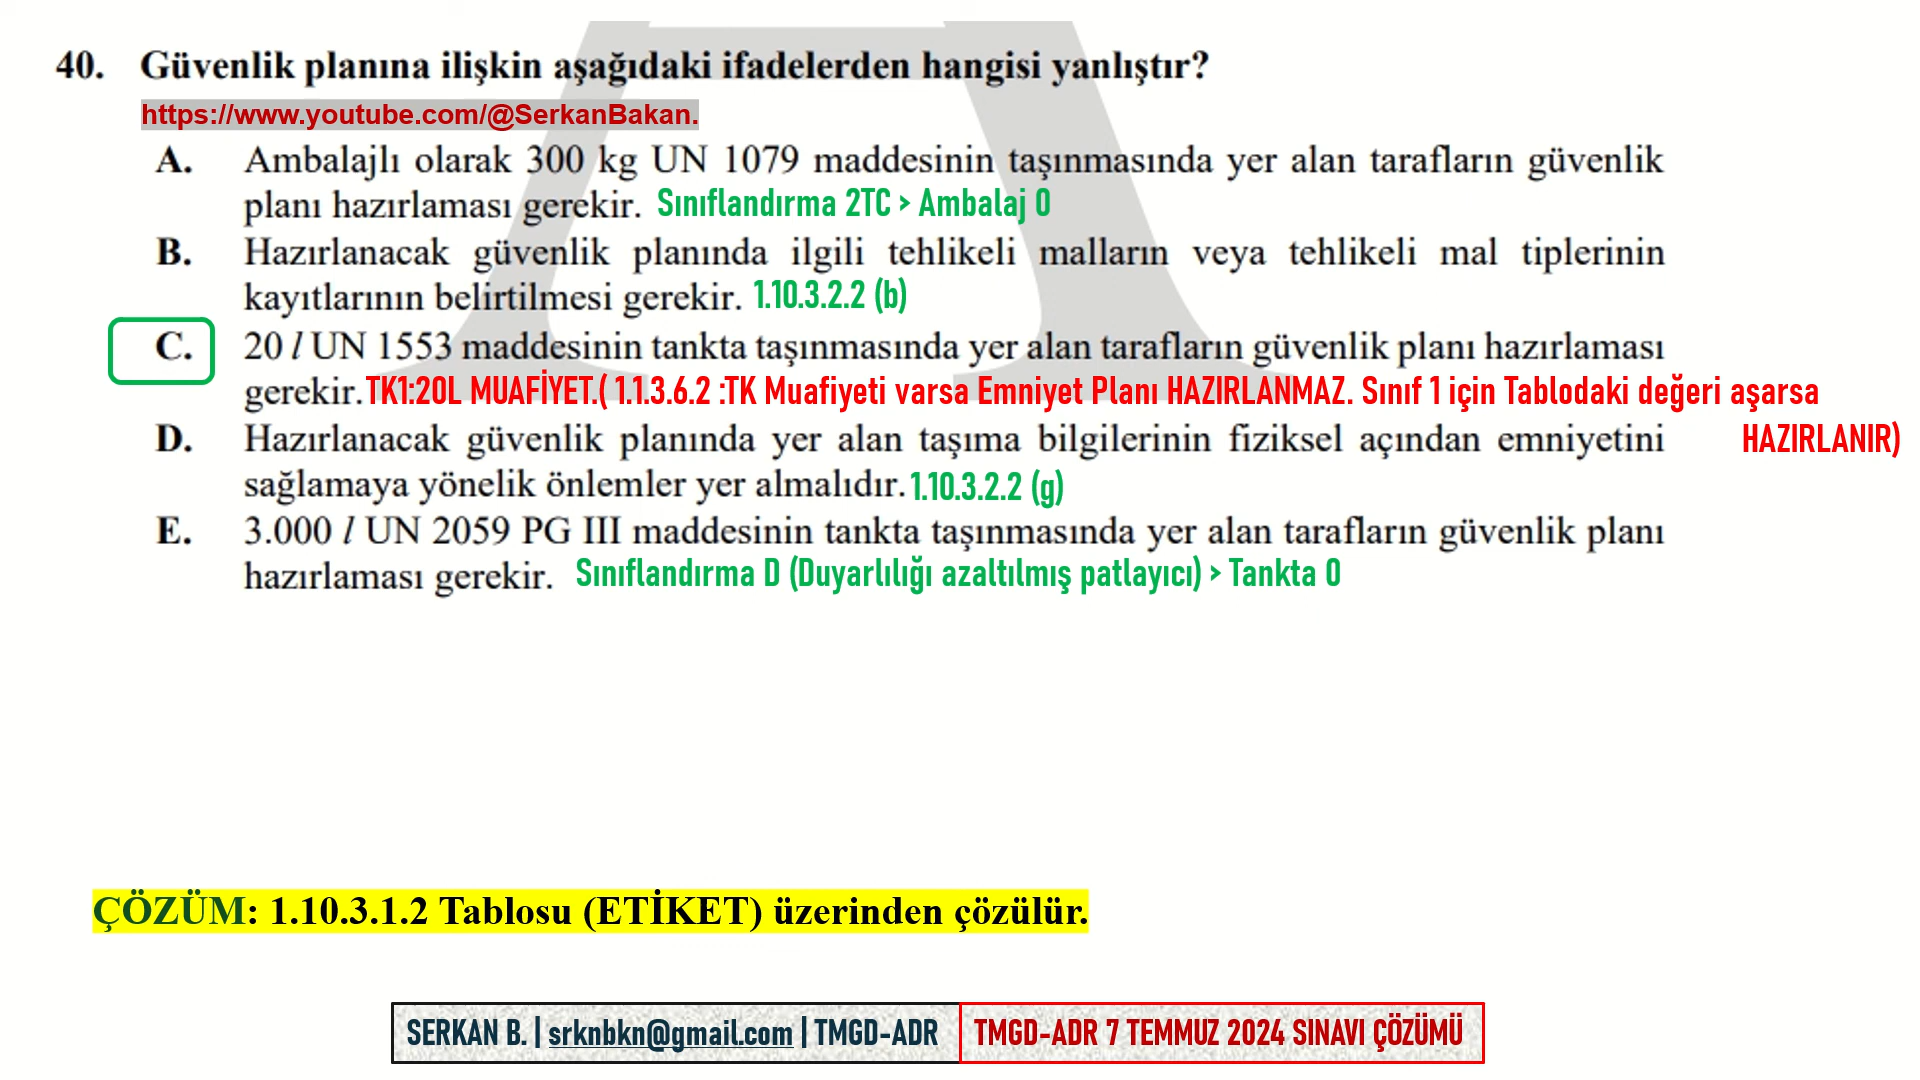 40. Güvenlik planına ilişkin aşağıdaki ifadelerden hangisi yanlıştır?
https://www.youtube.com/@SerkanBakan.
A. Ambalajlı olarak 300 kg UN 1079 maddesinin taşınmasında yer alan tarafların güvenlik
planı hazırlaması gerekir. Sınıflandırma 2TC > Ambalaj 0
B. Hazırlanacak güvenlik planında ilgili tehlikeli malların veya tehlikeli mal tiplerinin
kayıtlarının belirtilmesi gerekir. 1.10.3.2.2 (b)
C. 20 l UN 1553 maddesinin tankta taşınmasında yer alan tarafların güvenlik planı hazırlaması
gerekir. TK1:20L MUAFİYET.( 1.1.3.6.2 :TK Muafiyeti varsa Emniyet Planı HAZIRLANMAZ. Sınıf 1 için Tablodaki değeri aşarsa
HAZIRLANIR)
D. Hazırlanacak güvenlik planında yer alan taşıma bilgilerinin fiziksel açından emniyetini
sağlamaya yönelik önlemler yer almalıdır. 1.10.3.2.2 (g)
E. 3.000 l UN 2059 PG III maddesinin tankta taşınmasında yer alan tarafların güvenlik planı
hazırlaması gerekir. Sınıflandırma D (Duyarlılığı azaltılmış patlayıcı) > Tankta 0
ÇÖZÜM: 1.10.3.1.2 Tablosu (ETİKET) üzerinden çözülür.
SERKAN B. | srknbkn@gmail.com | TMGD-ADR TMGD-ADR 7 TEMMUZ 2024 SINAVI ÇÖZÜMÜ